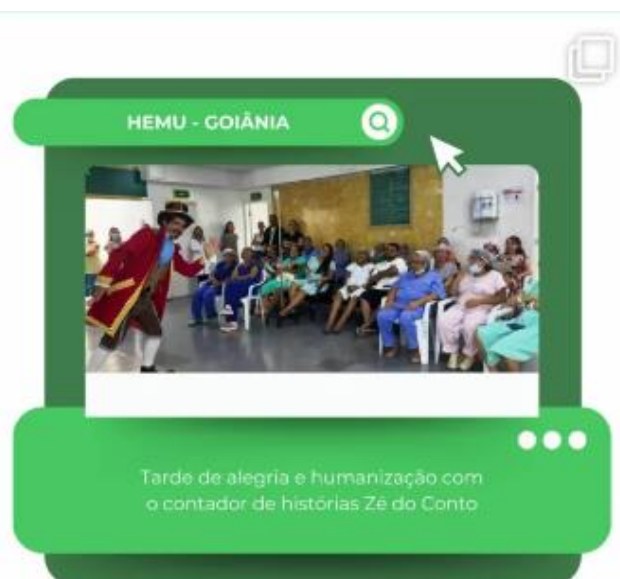 HEMU - GOIÂNIA
Tarde de alegria e humanização com
o contador de histórias Zé do Conto